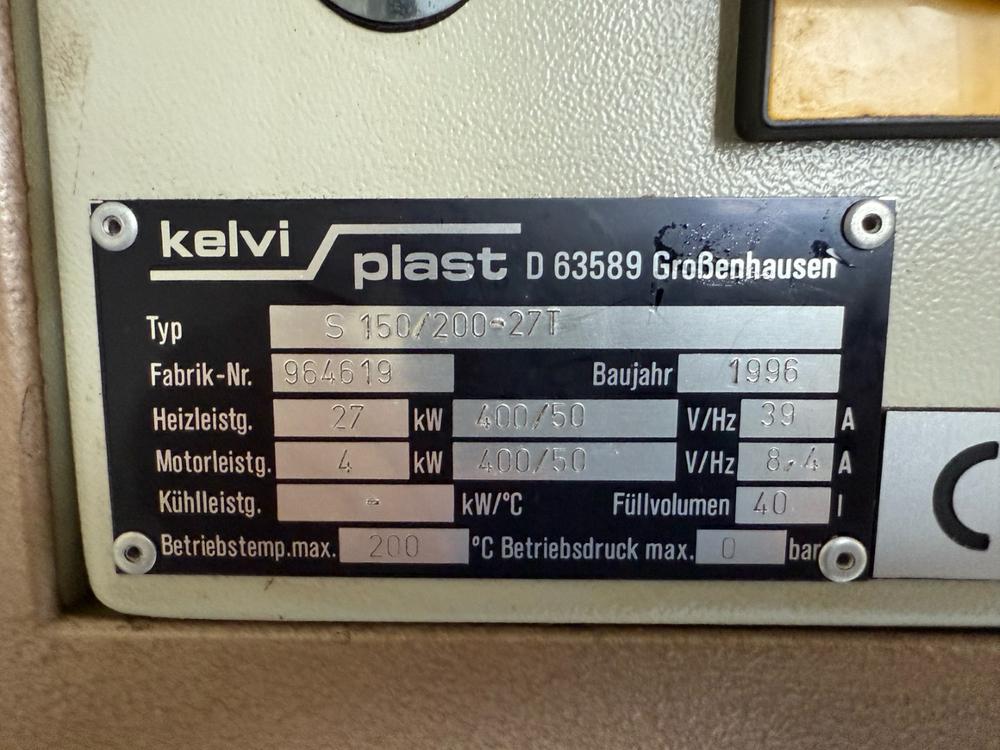 kelvi
plast D 63589 Großenhausen
Typ S 150/200-27T
Fabrik-Nr. 964619 Baujahr 1996
Heizleistg. 27 kW 400/50 V/Hz 39 A
Motorleistg. 4 kW 400/50 V/Hz 8,4 A
Kühlleistg. - kW/°C Füllvolumen 40 l
Betriebstemp.max. 200 °C Betriebsdruck max. 0 bar